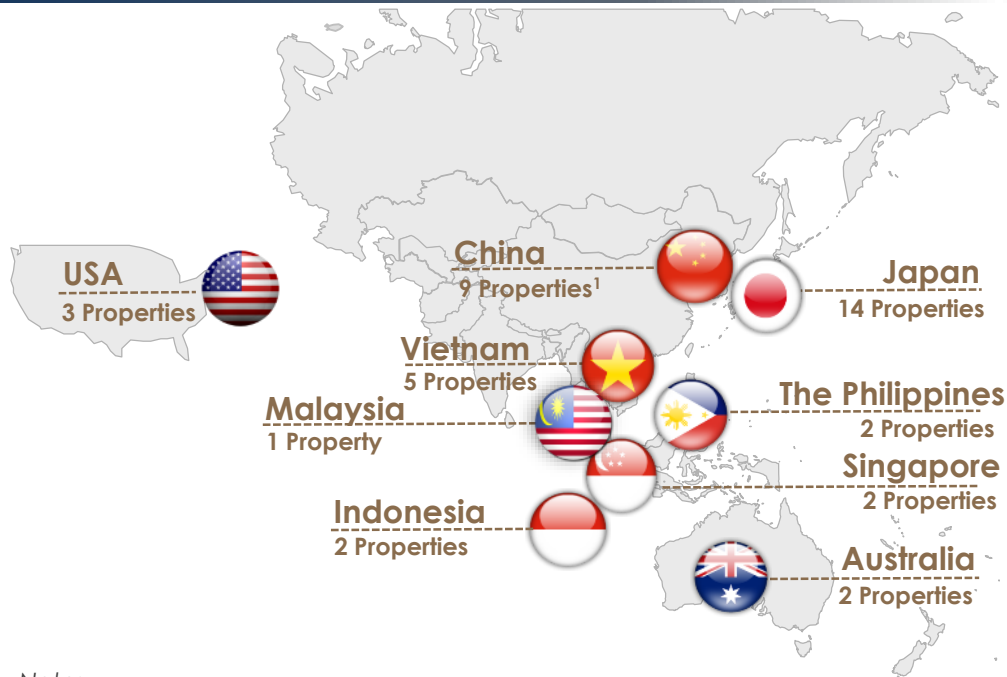 China
9 Properties¹
USA
3 Properties
Japan
14 Properties
Vietnam
5 Properties
Malaysia
1 Property
The Philippines
2 Properties
Singapore
2 Properties
Indonesia
2 Properties
Australia
2 Properties